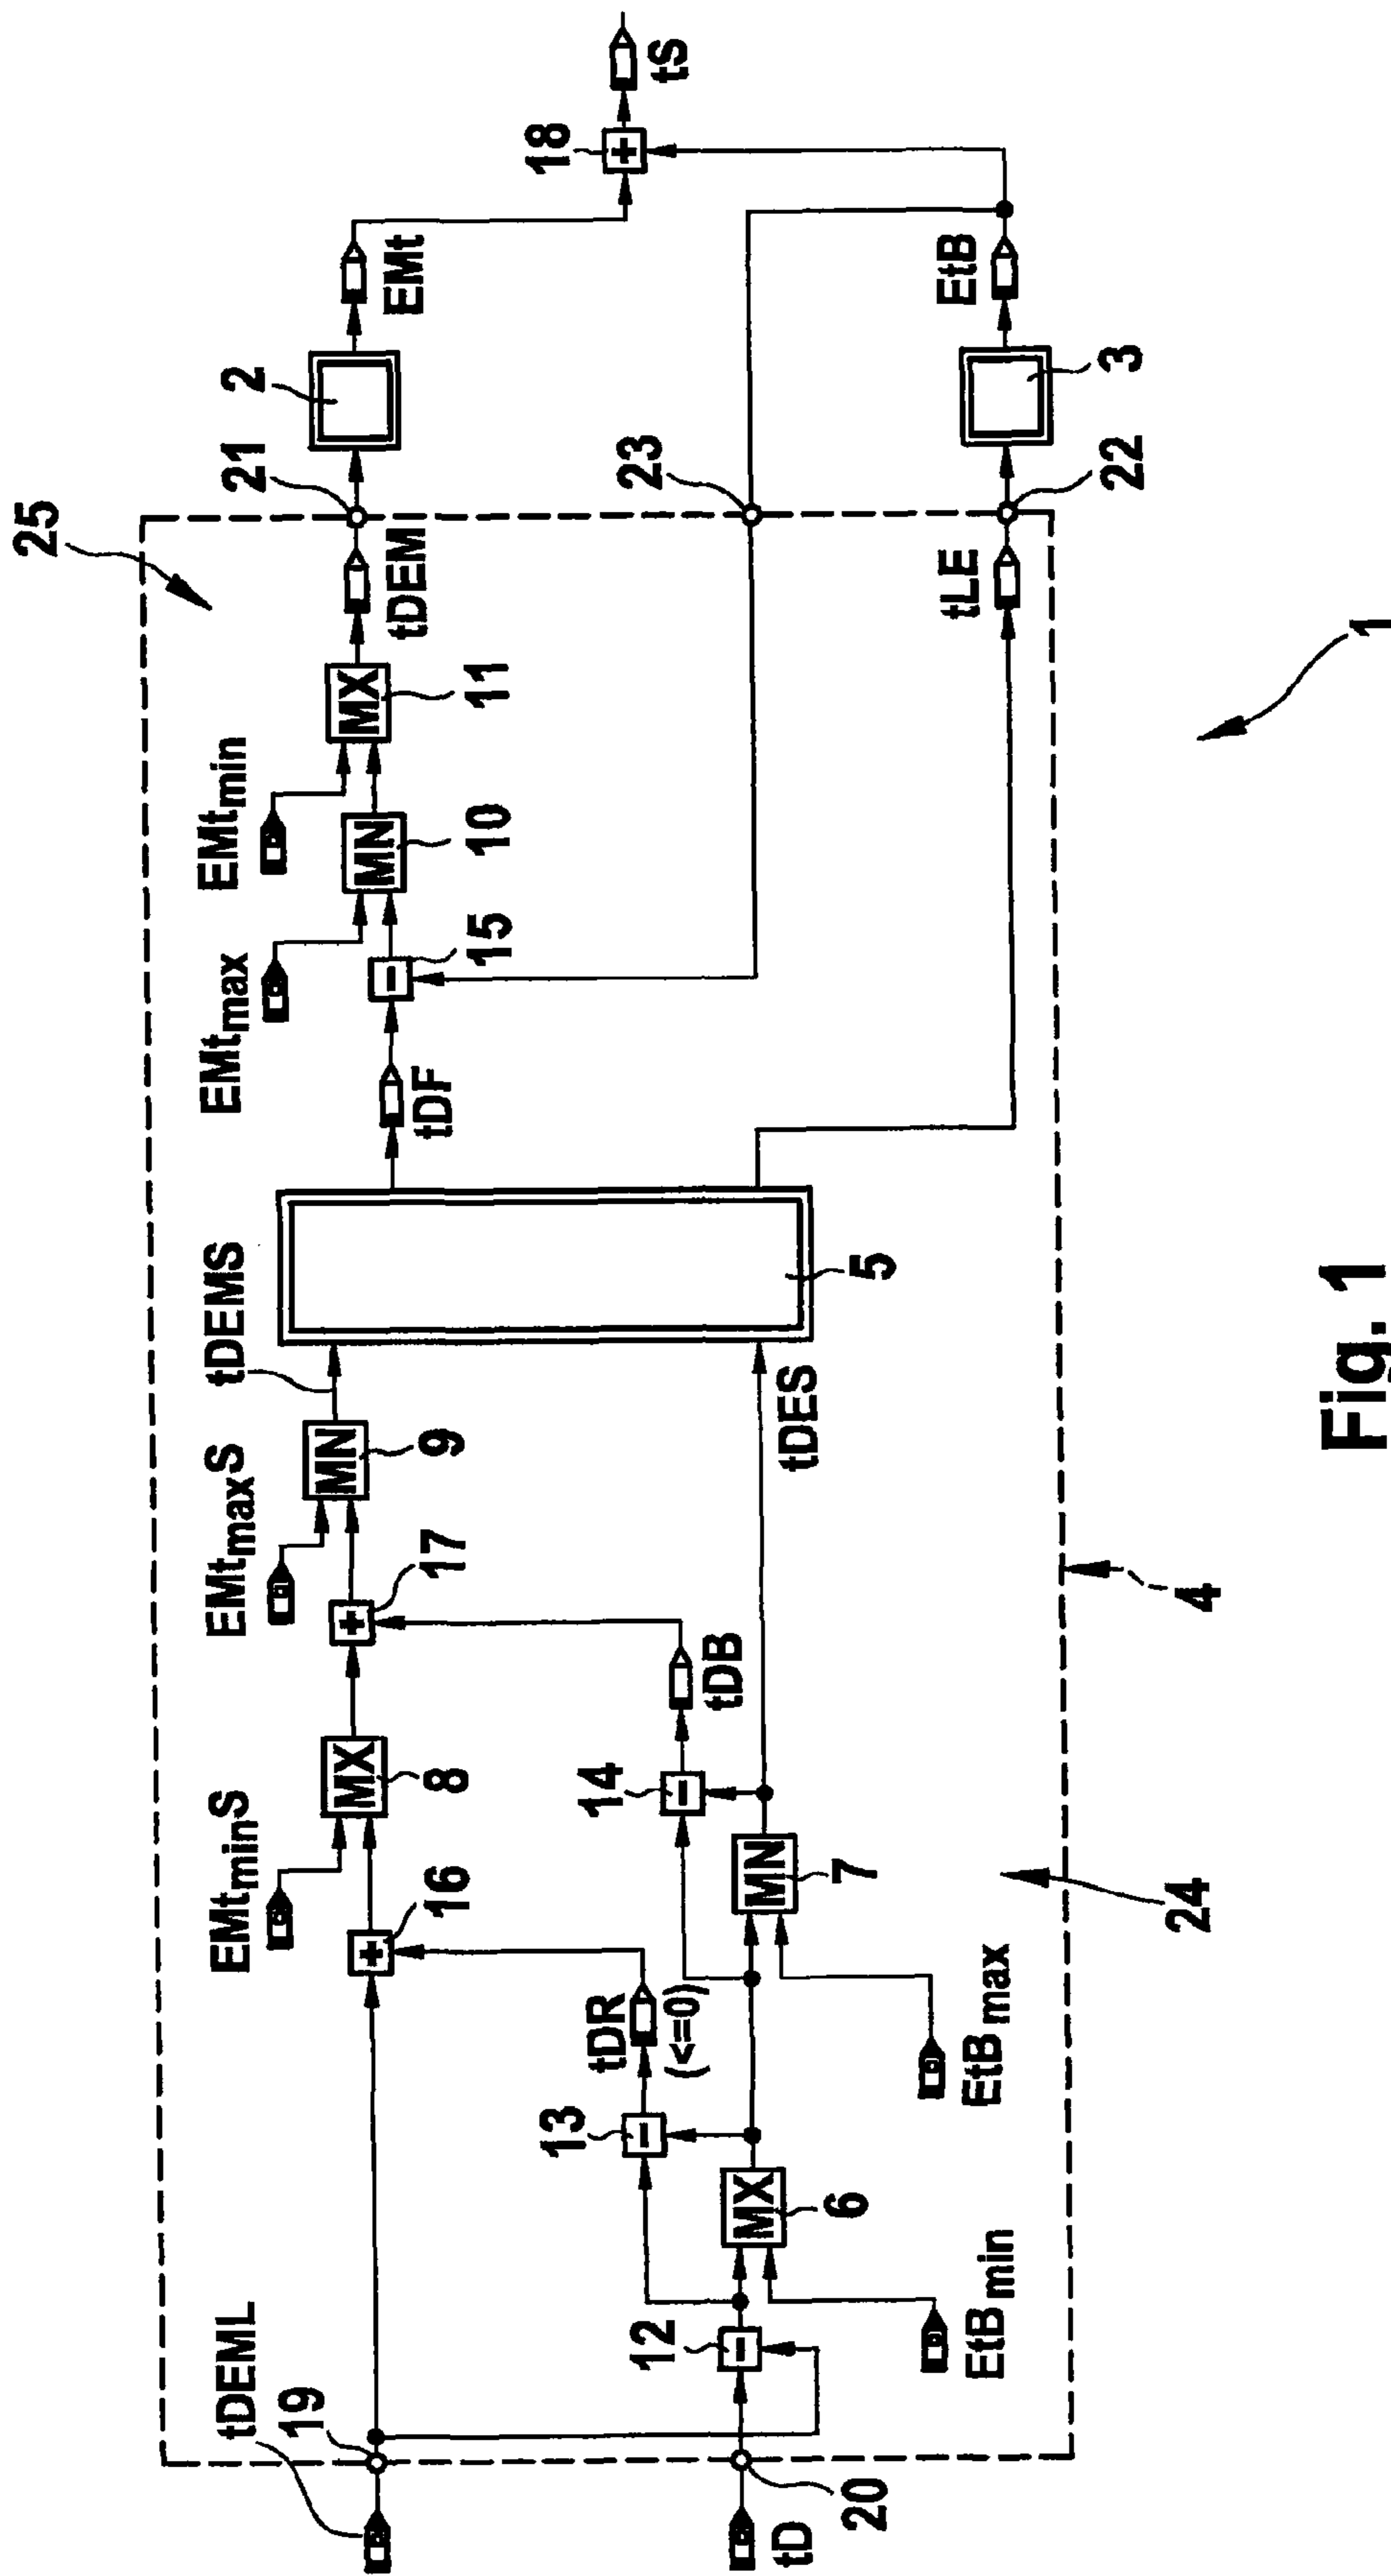 25
tDEML
19
EMtminS
MX
8
16
+
EMtmaxS
MN
9
17
+
tDEMS
tDF
EMtmax
15
−
EMtmin
MN
10
MX
11
tDEM
21
2
EMt
18
+
tS
tD
20
12
−
13
−
tDR
(<=0)
14
−
tDB
MX
6
MN
7
EtBmin
EtBmax
tDES
5
23
tLE
22
3
EtB
24
4
1
Fig. 1